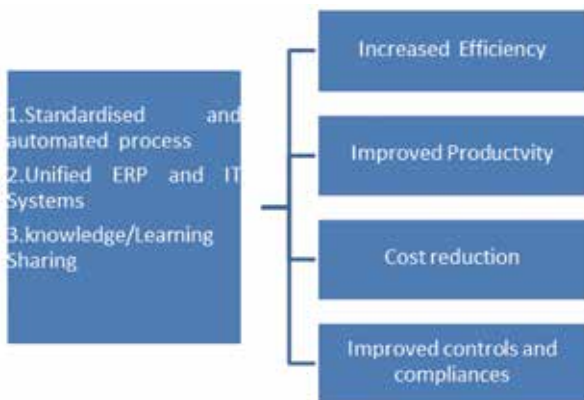 1.Standardised and
automated process
2.Unified ERP and IT
Systems
3.knowledge/Learning
Sharing
Increased Efficiency
Improved Productvity
Cost reduction
Improved controls and
compliances